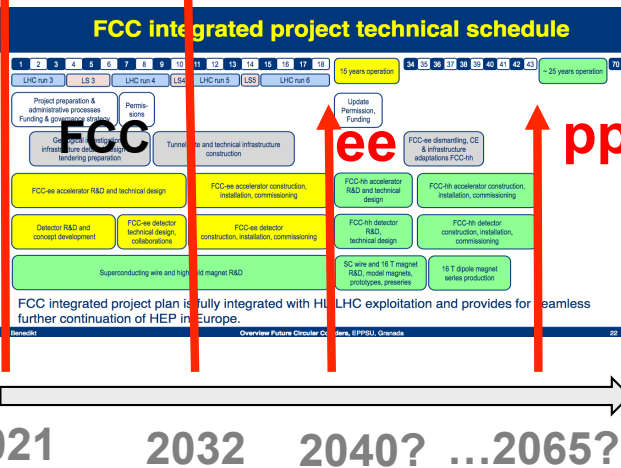 FCC integrated project technical schedule
1 2 3 4 5 6 7 8 9 10 11 12 13 14 15 16 17 18 15 years operation 34 35 36 37 38 39 40 41 42 43 ~ 25 years operation 70
LHC run 3 LS 3 LHC run 4 LS4 LHC run 5 LS5 LHC run 6
Project preparation &
administrative processes
Funding & governance strategy
Permis-
sions
Update
Permission,
Funding
FCC
ee
pp
Geological investigation,
infrastructure detailed design
tendering preparation
Tunnel, site and technical infrastructure
construction
FCC-ee dismantling, CE
& infrastructure
adaptations FCC-hh
FCC-ee accelerator R&D and technical design
FCC-ee accelerator construction,
installation, commissioning
FCC-hh accelerator
R&D and technical
design
FCC-hh accelerator construction,
installation, commissioning
Detector R&D and
concept development
FCC-ee detector
technical design,
collaborations
FCC-ee detector
construction, installation, commissioning
FCC-hh detector
R&D,
technical design
FCC-hh detector
construction, installation,
commissioning
Superconducting wire and high field magnet R&D
SC wire and 16 T magnet
R&D, model magnets,
prototypes, preseries
16 T dipole magnet
series production
FCC integrated project plan is fully integrated with HL-LHC exploitation and provides for seamless
further continuation of HEP in Europe.
Benedikt Overview Future Circular Colliders, EPPSU, Granada 22
021 2032 2040? ...2065?